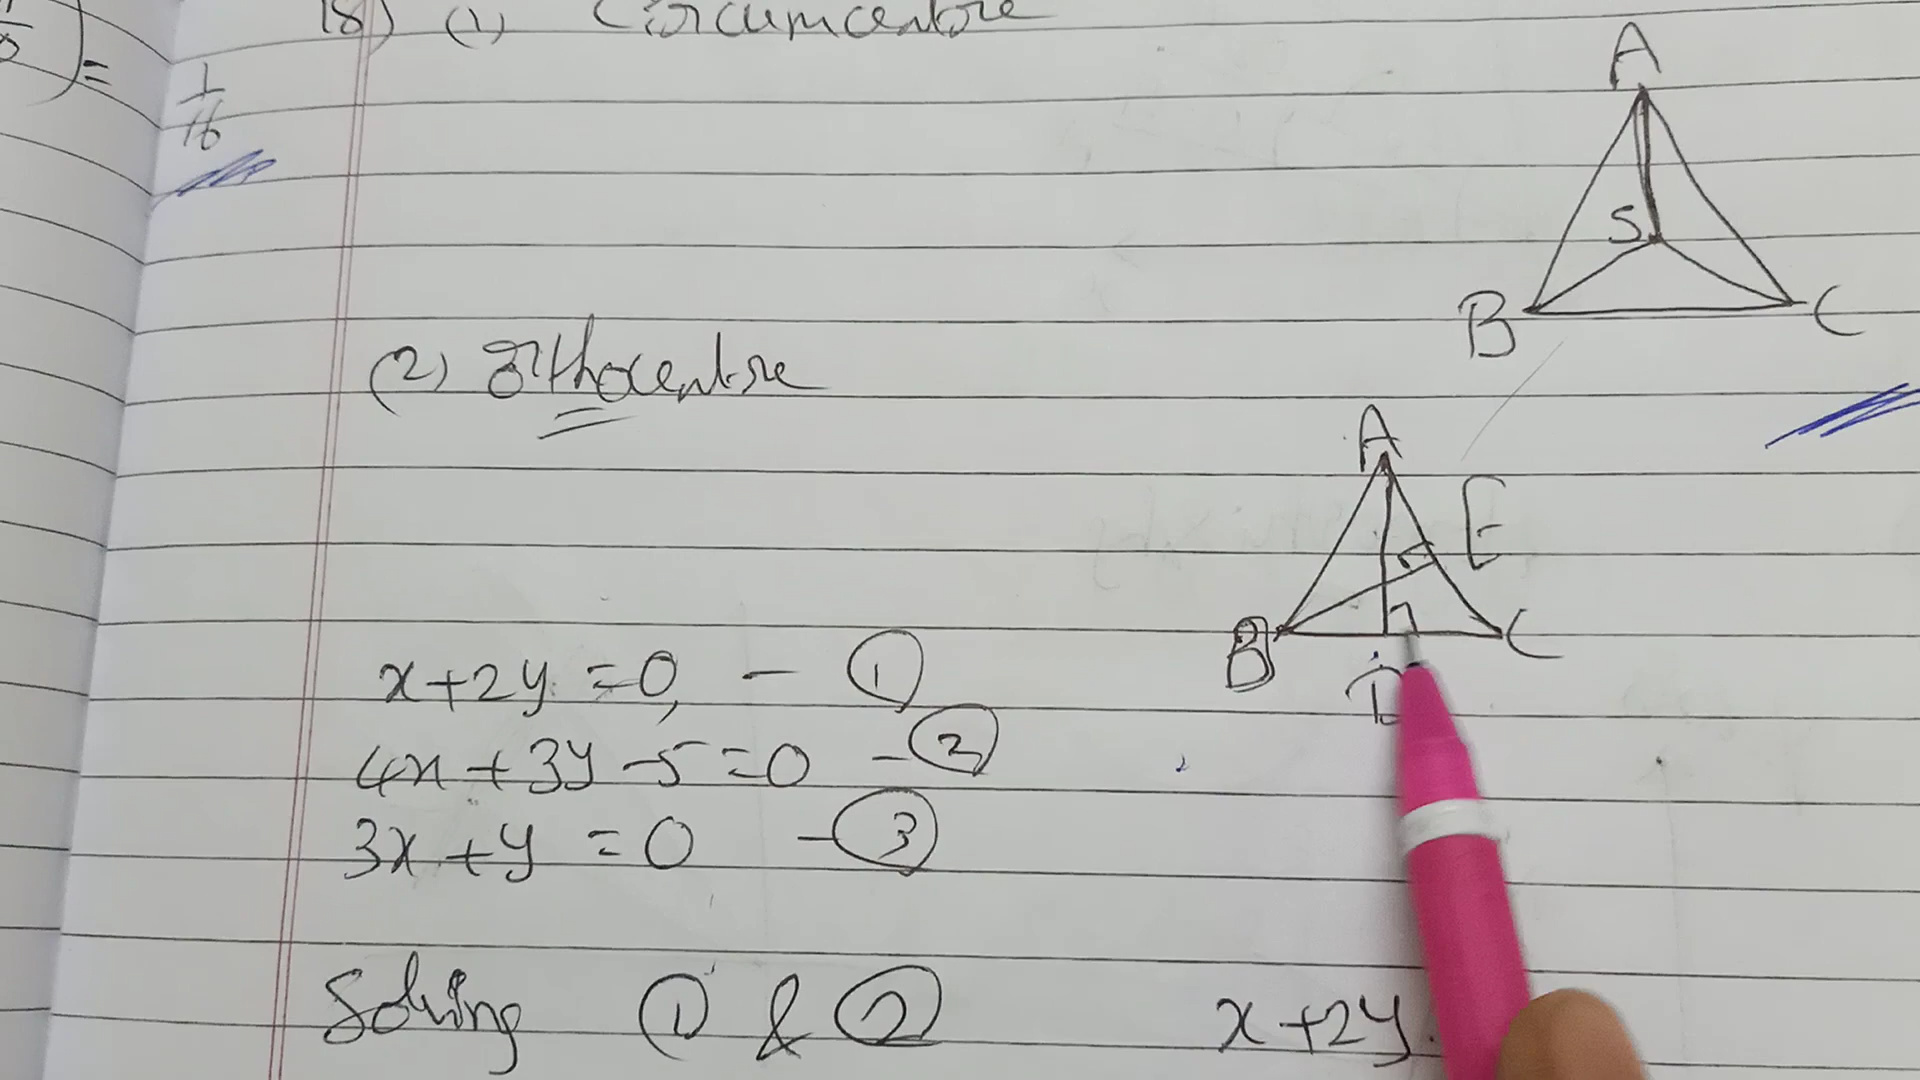 18) (1) Circumcentre
) = 1/16
A
S
B C
(2) Orthocentre
A
E
B C
D
x+2y=0, - ①
4x+3y-5=0 - ②
3x+y=0 - ③
Solving ① & ② x+2y